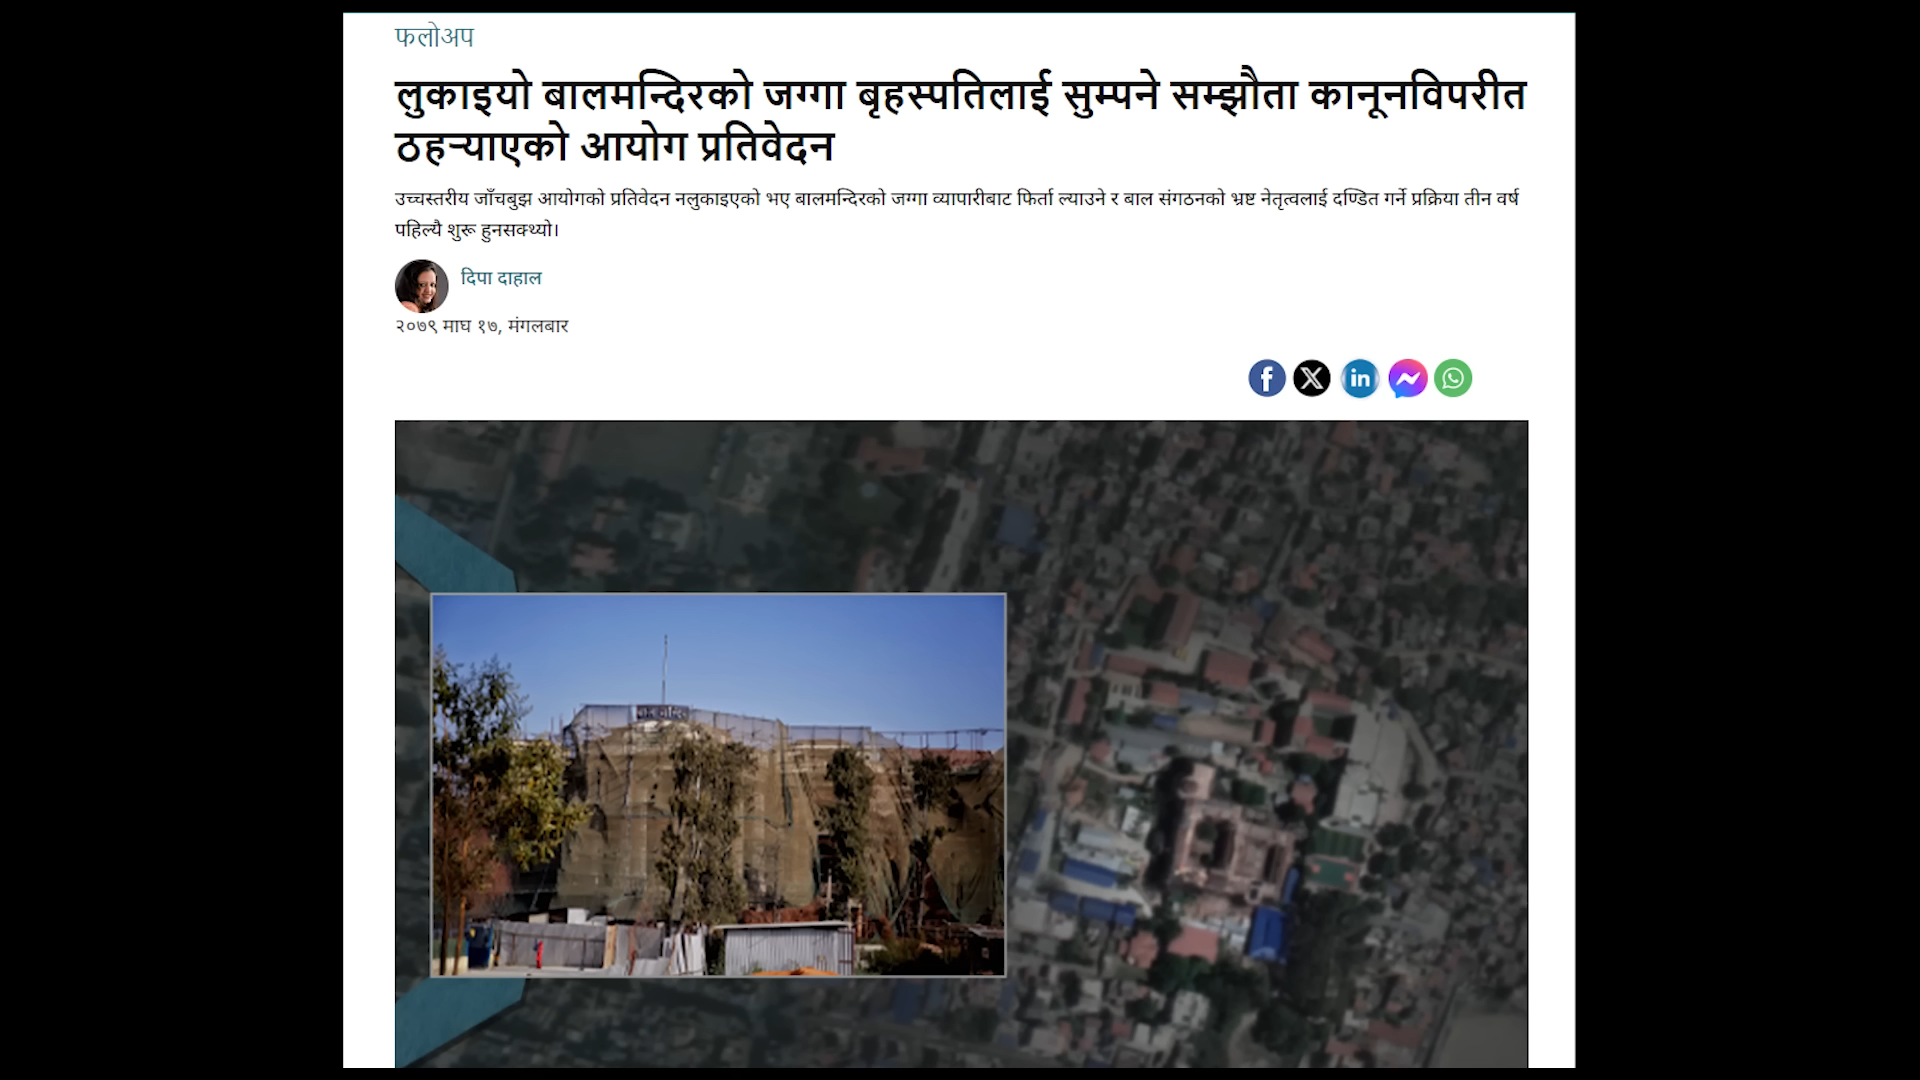 फलोअप
लुकाइयो बालमन्दिरको जग्गा बृहस्पतिलाई सुम्पने सम्झौता कानूनविपरीत
ठहऱ्याएको आयोग प्रतिवेदन
उच्चस्तरीय जाँचबुझ आयोगको प्रतिवेदन नलुकाइएको भए बालमन्दिरको जग्गा व्यापारीबाट फिर्ता ल्याउने र बाल संगठनको भ्रष्ट नेतृत्वलाई दण्डित गर्ने प्रक्रिया तीन वर्ष
पहिल्यै शुरू हुनसक्थ्यो।
दिपा दाहाल
२०७९ माघ १७, मंगलबार